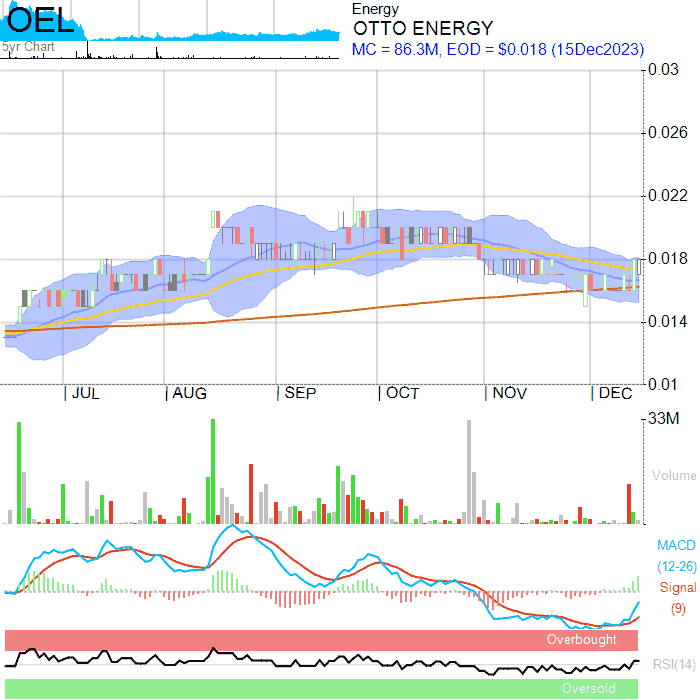 OEL
5yr Chart
Energy
OTTO ENERGY
MC = 86.3M, EOD = $0.018 (15Dec2023)
0.03
0.026
0.022
0.018
0.014
0.01
JUL AUG SEP OCT NOV DEC
33M
Volume
MACD
(12-26)
Signal
(9)
Overbought
RSI(14)
Oversold